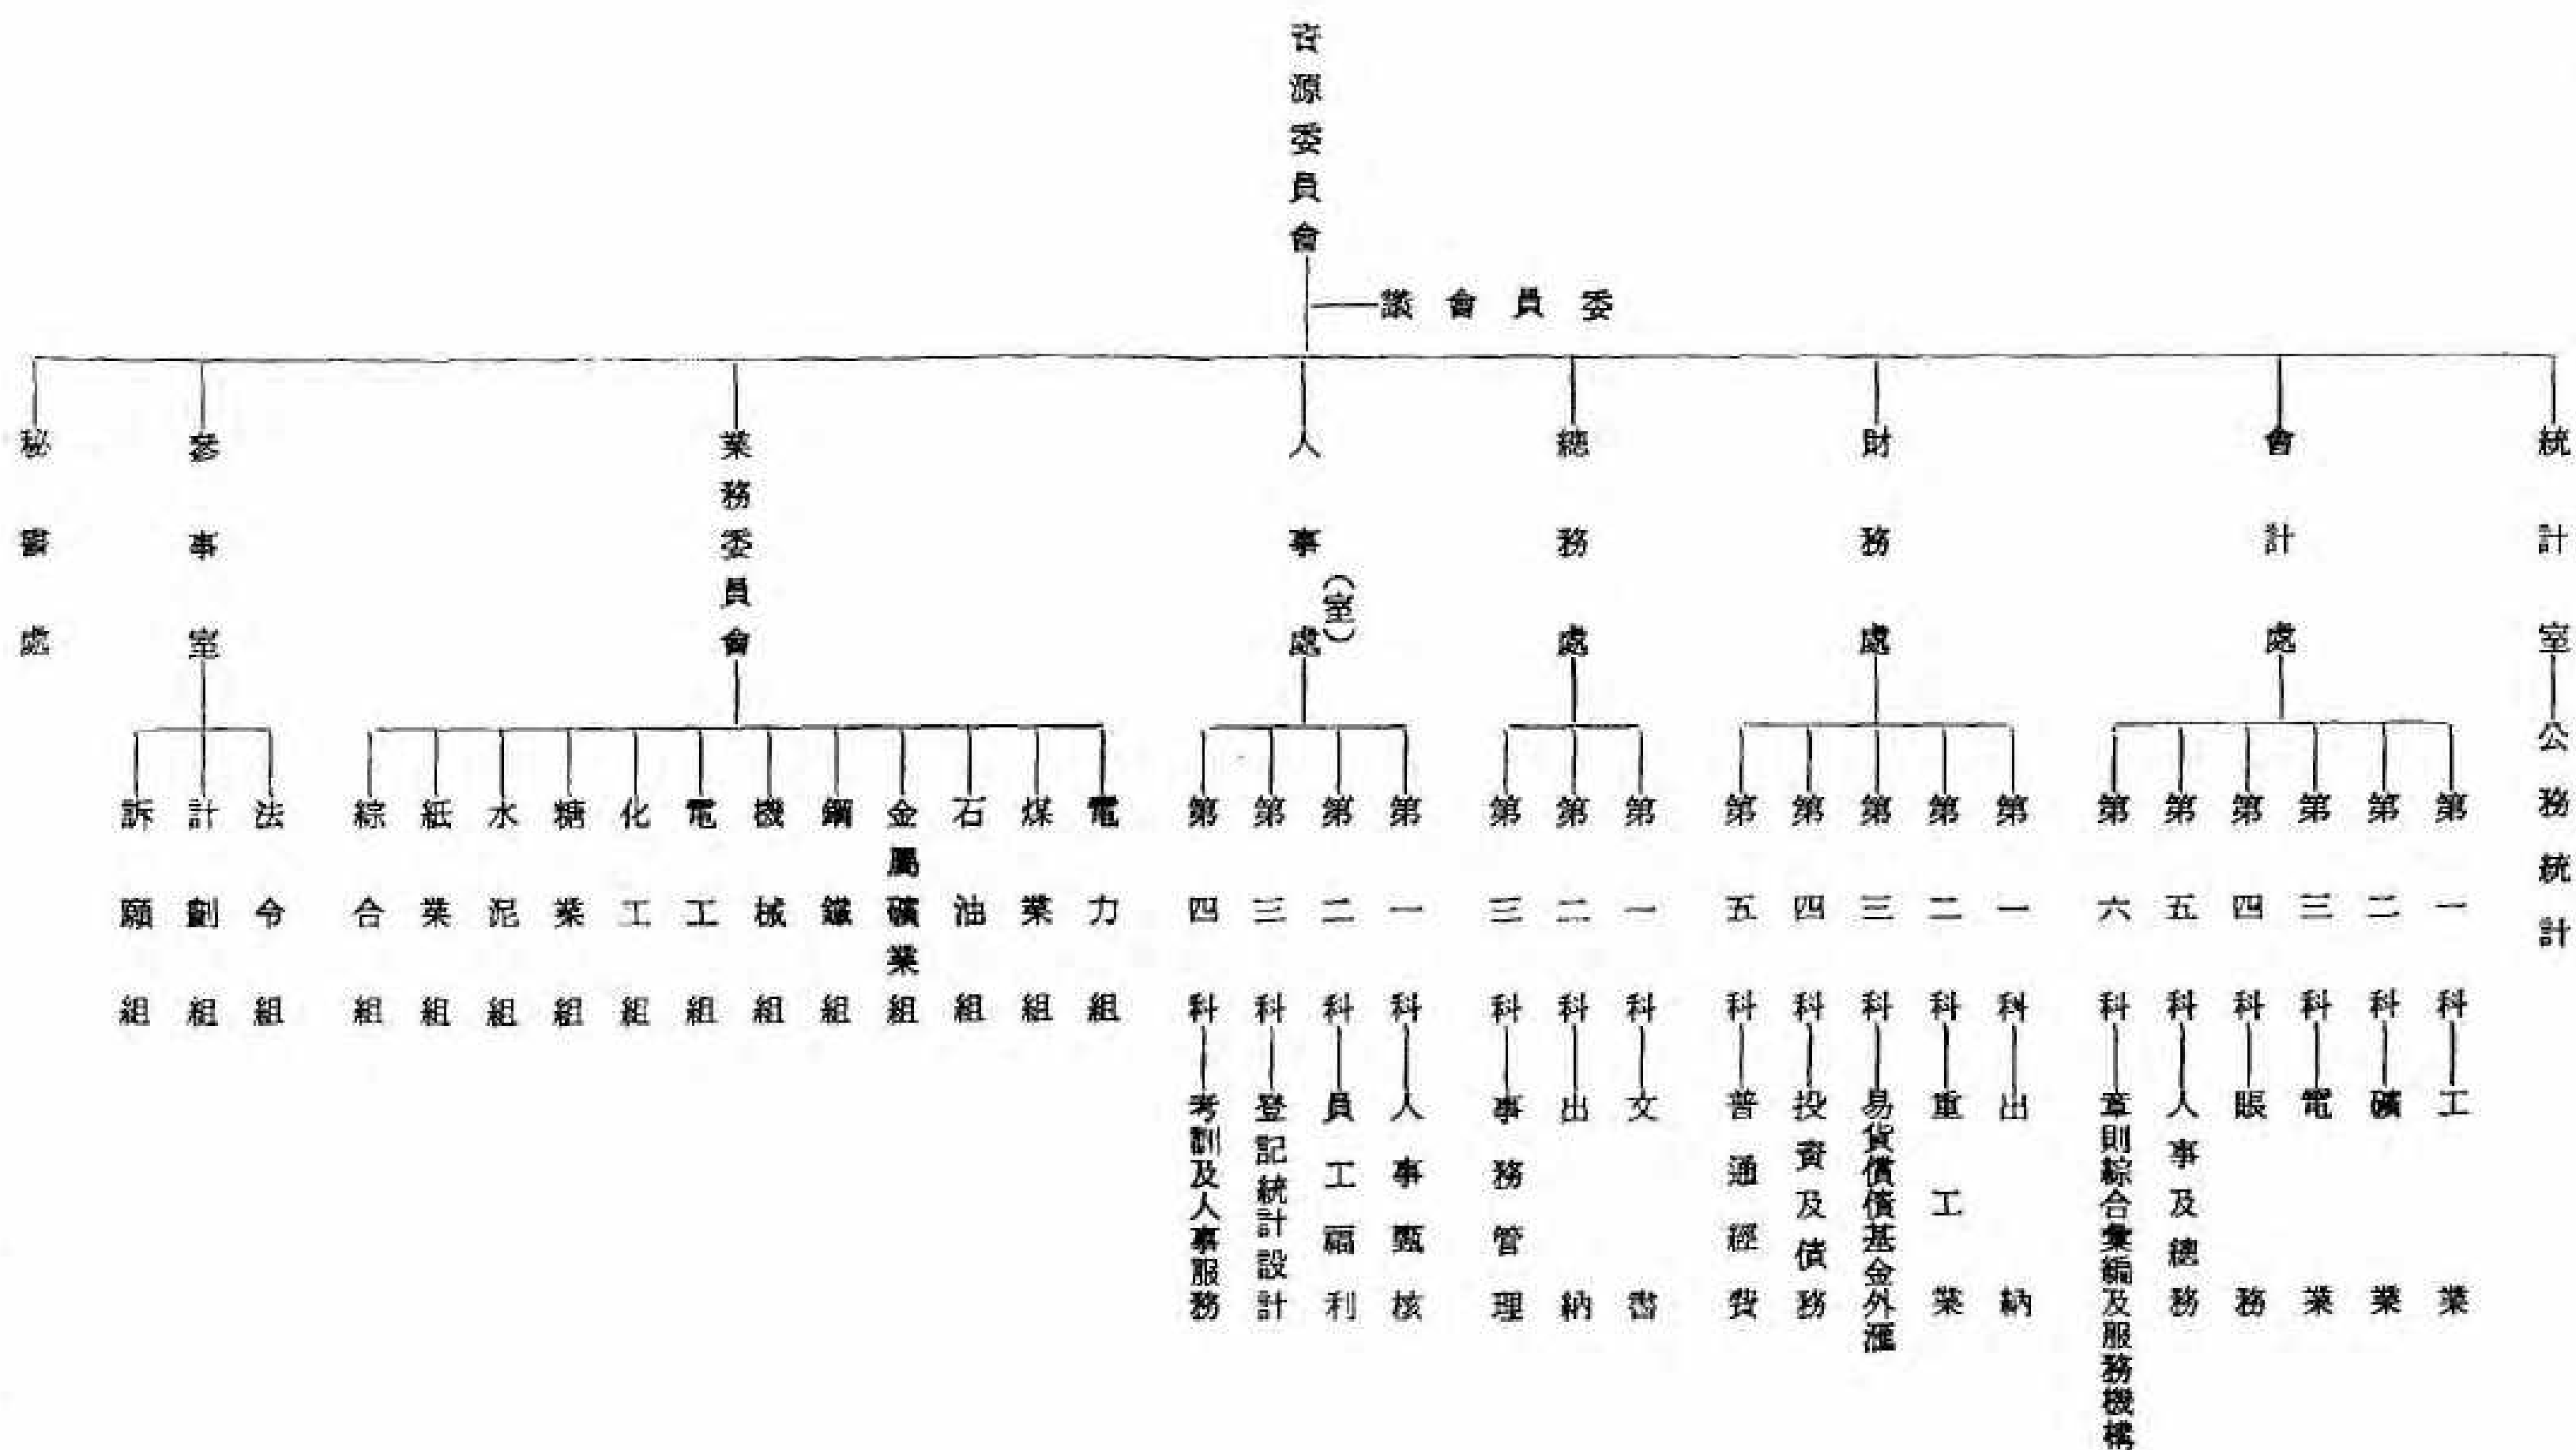 資源委員會
委員會議
統計室
公務統計
會計處
第一科
工業
第二科
礦業
第三科
電業
第四科
賬務
第五科
人事及總務
第六科
章則綜合彙編及服務機構
財務處
第一科
出納
第二科
重工業
第三科
易貨償債基金外滙
第四科
投資及債務
第五科
普通經費
總務處
第一科
文書
第二科
出納
第三科
事務管理
人事處(室)
第一科
人事甄核
第二科
員工福利
第三科
登記統計設計
第四科
考訓及人事服務
業務委員會
電力組
煤業組
石油組
金屬礦業組
鋼鐵組
機械組
電工組
化工組
糖業組
水泥組
紙業組
綜合組
參事室
法令組
計劃組
訴願組
秘書處